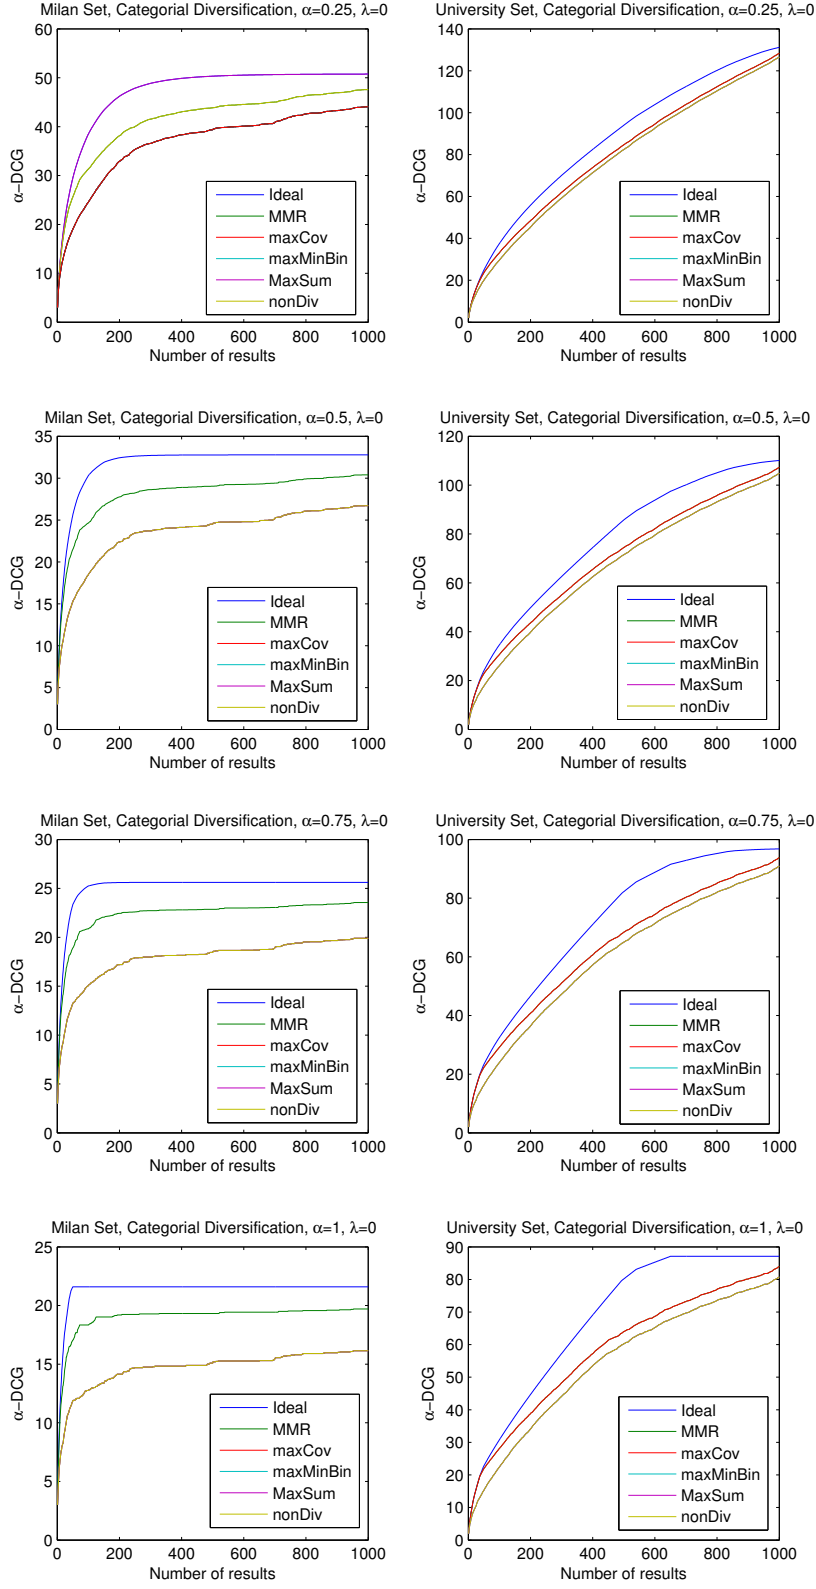 Milan Set, Categorial Diversification, α=0.25, λ=0
60
50
40
30
20
10
0
α−DCG
Ideal
MMR
maxCov
maxMinBin
MaxSum
nonDiv
0 200 400 600 800 1000
Number of results
University Set, Categorial Diversification, α=0.25, λ=0
140
120
100
80
60
40
20
0
α−DCG
Ideal
MMR
maxCov
maxMinBin
MaxSum
nonDiv
0 200 400 600 800 1000
Number of results
Milan Set, Categorial Diversification, α=0.5, λ=0
35
30
25
20
15
10
5
0
α−DCG
Ideal
MMR
maxCov
maxMinBin
MaxSum
nonDiv
0 200 400 600 800 1000
Number of results
University Set, Categorial Diversification, α=0.5, λ=0
120
100
80
60
40
20
0
α−DCG
Ideal
MMR
maxCov
maxMinBin
MaxSum
nonDiv
0 200 400 600 800 1000
Number of results
Milan Set, Categorial Diversification, α=0.75, λ=0
30
25
20
15
10
5
0
α−DCG
Ideal
MMR
maxCov
maxMinBin
MaxSum
nonDiv
0 200 400 600 800 1000
Number of results
University Set, Categorial Diversification, α=0.75, λ=0
100
80
60
40
20
0
α−DCG
Ideal
MMR
maxCov
maxMinBin
MaxSum
nonDiv
0 200 400 600 800 1000
Number of results
Milan Set, Categorial Diversification, α=1, λ=0
25
20
15
10
5
0
α−DCG
Ideal
MMR
maxCov
maxMinBin
MaxSum
nonDiv
0 200 400 600 800 1000
Number of results
University Set, Categorial Diversification, α=1, λ=0
90
80
70
60
50
40
30
20
10
0
α−DCG
Ideal
MMR
maxCov
maxMinBin
MaxSum
nonDiv
0 200 400 600 800 1000
Number of results